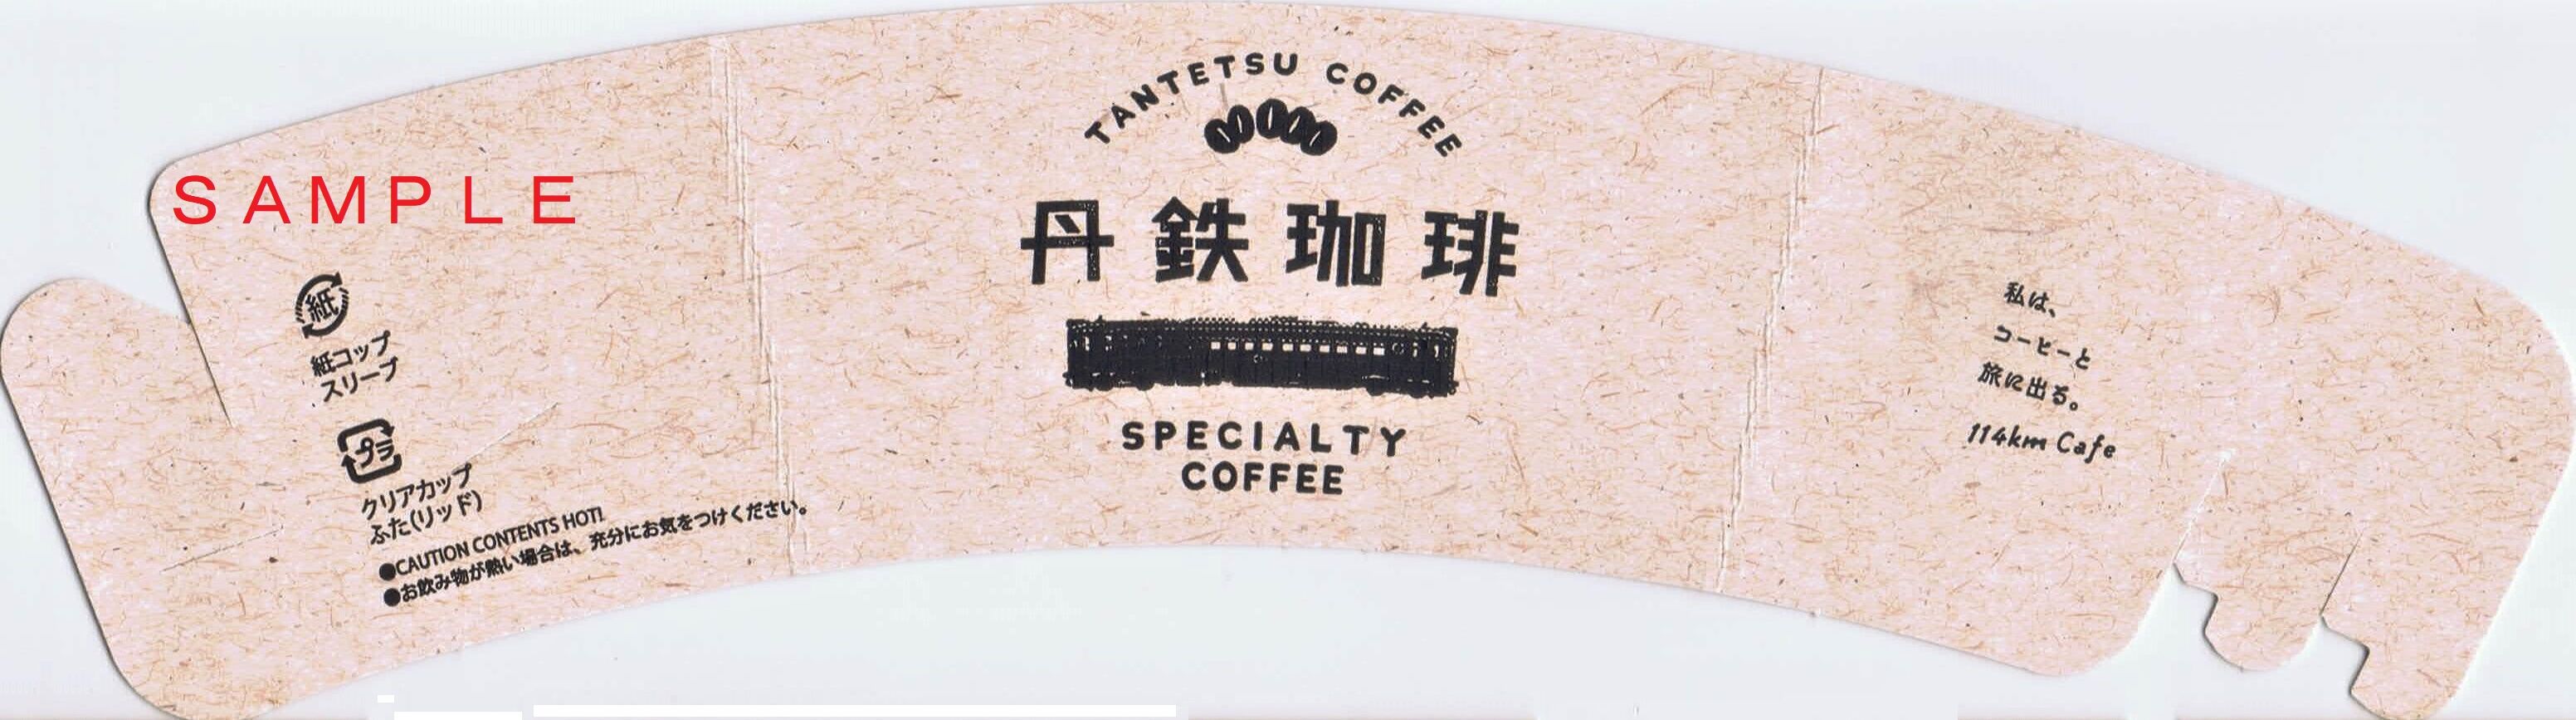 SAMPLE
紙
紙コップ
スリーブ
プラ
クリアカップ
ふた(リッド)
●CAUTION CONTENTS HOT!
●お飲み物が熱い場合は、充分にお気をつけください。
TANTETSU COFFEE
丹鉄珈琲
SPECIALTY
COFFEE
私は、
コーヒーと
旅に出る。
114km Cafe